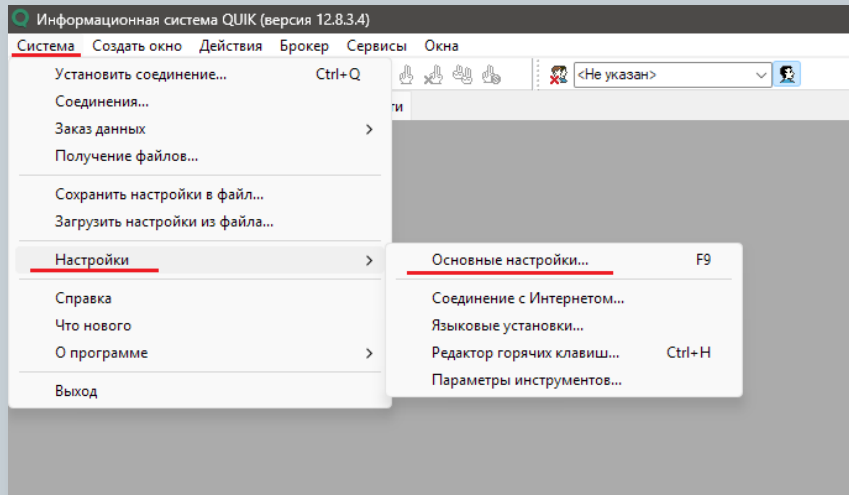 Информационная система QUIK (версия 12.8.3.4)
Система Создать окно Действия Брокер Сервисы Окна
Установить соединение... Ctrl+Q
<Не указан>
Соединения...
ти
Заказ данных
Получение файлов...
Сохранить настройки в файл...
Загрузить настройки из файла...
Настройки
Основные настройки... F9
Справка
Соединение с Интернетом...
Что нового
Языковые установки...
О программе
Редактор горячих клавиш... Ctrl+H
Параметры инструментов...
Выход